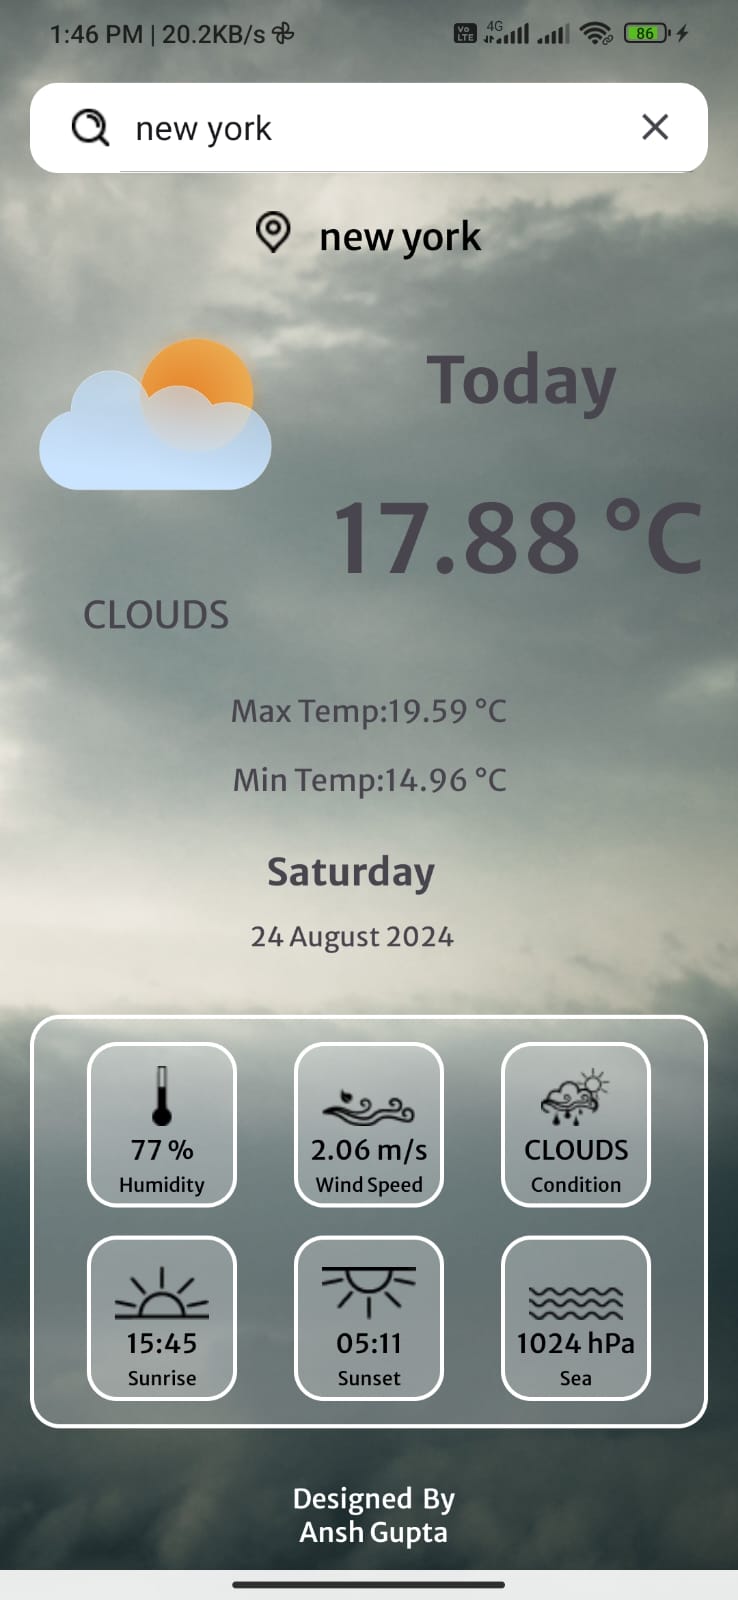 1:46 PM | 20.2KB/s
Vo LTE 4G 86
new york
new york
Today
17.88 °C
CLOUDS
Max Temp:19.59 °C
Min Temp:14.96 °C
Saturday
24 August 2024
77 % 2.06 m/s CLOUDS
Humidity Wind Speed Condition
15:45 05:11 1024 hPa
Sunrise Sunset Sea
Designed By
Ansh Gupta